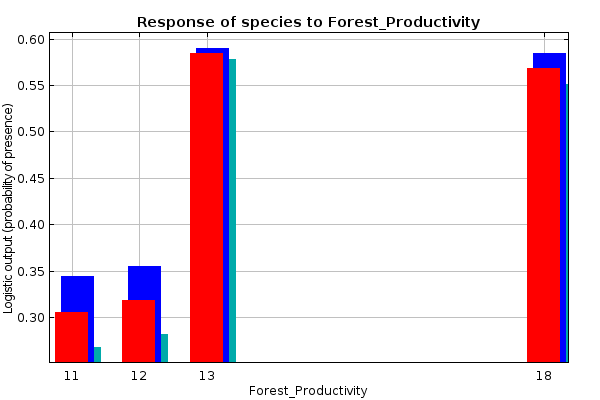 Response of species to Forest_Productivity
Logistic output (probability of presence)
0.60
0.55
0.50
0.45
0.40
0.35
0.30
11 12 13 18
Forest_Productivity